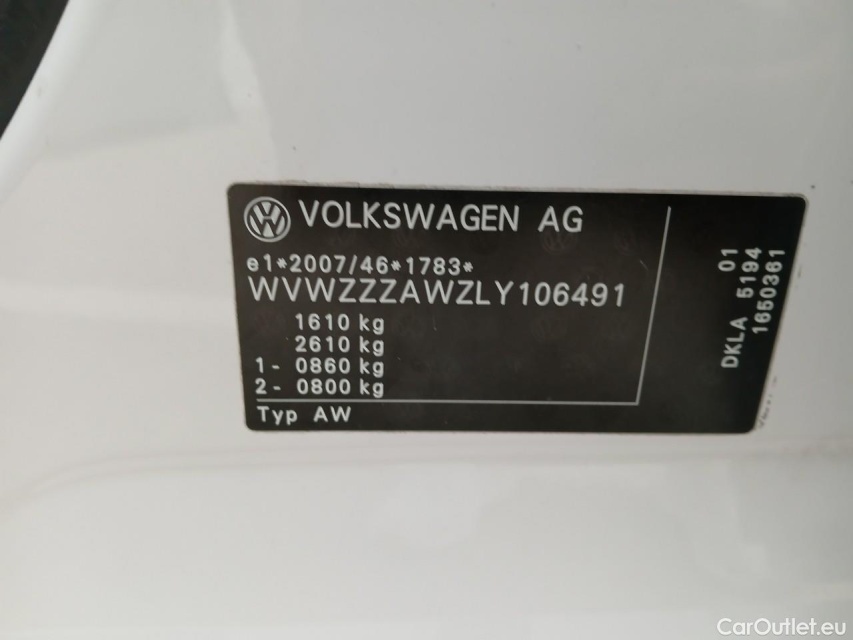 VOLKSWAGEN AG
e1*2007/46*1783*
WVWZZZAWZLY106491
1610 kg
2610 kg
1- 0860 kg
2- 0800 kg
Typ AW
01
DKLA 5194
1650361
CarOutlet.eu